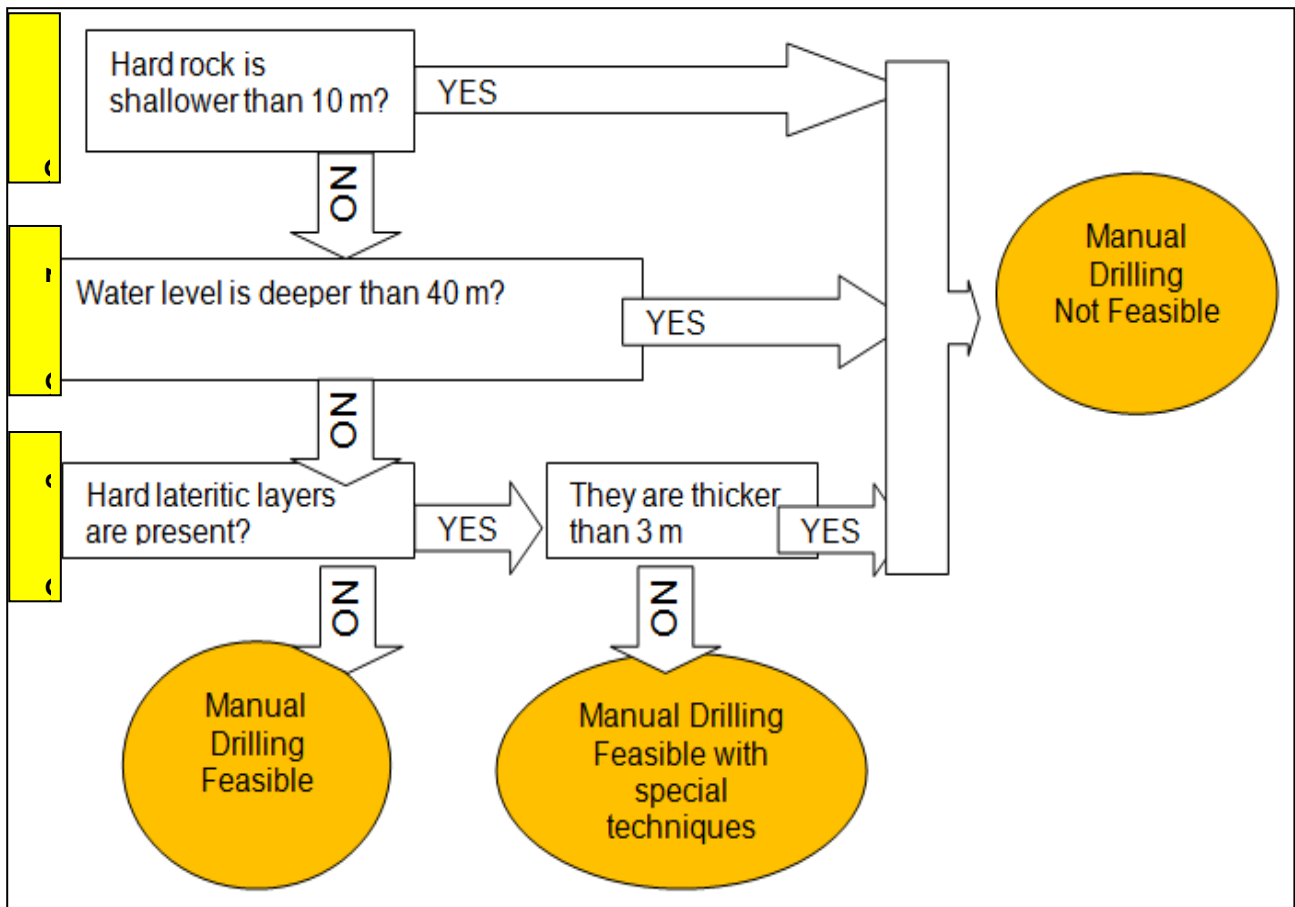 Hard rock is
shallower than 10 m?
YES
NO
Water level is deeper than 40 m?
YES
NO
Hard lateritic layers
are present?
YES
They are thicker
than 3 m
YES
NO
NO
Manual
Drilling
Not Feasible
Manual
Drilling
Feasible
Manual Drilling
Feasible with
special
techniques